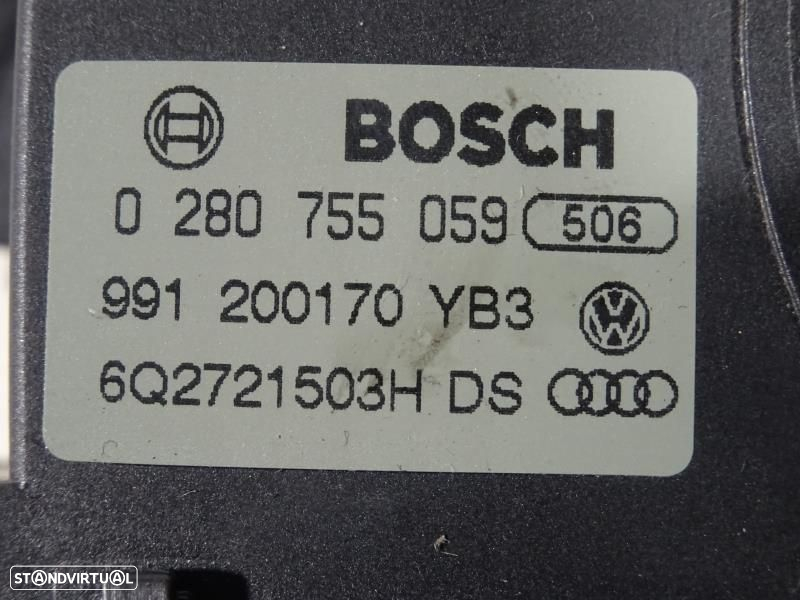 BOSCH
0 280 755 059 506
991 200170 YB3
6Q2721503H DS
STANDVIRTUAL